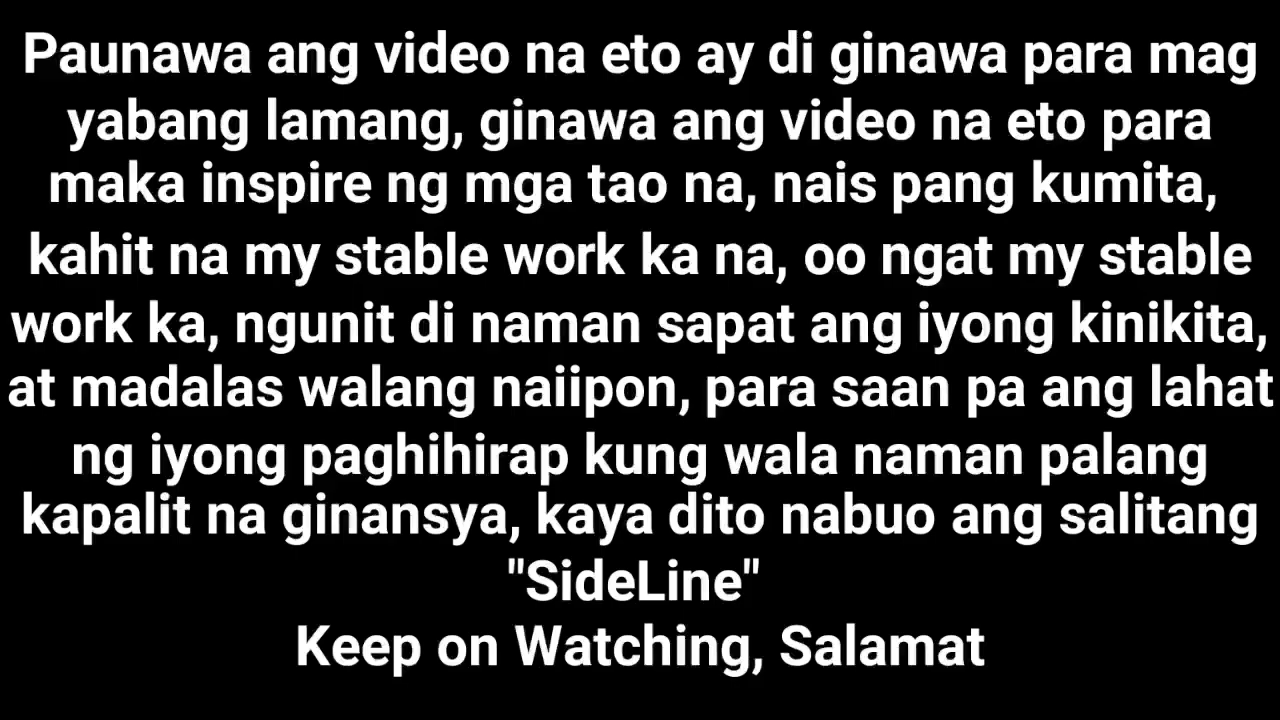 Paunawa ang video na eto ay di ginawa para mag
yabang lamang, ginawa ang video na eto para
maka inspire ng mga tao na, nais pang kumita,
kahit na my stable work ka na, oo ngat my stable
work ka, ngunit di naman sapat ang iyong kinikita,
at madalas walang naiipon, para saan pa ang lahat
ng iyong paghihirap kung wala naman palang
kapalit na ginansya, kaya dito nabuo ang salitang
"SideLine"
Keep on Watching, Salamat